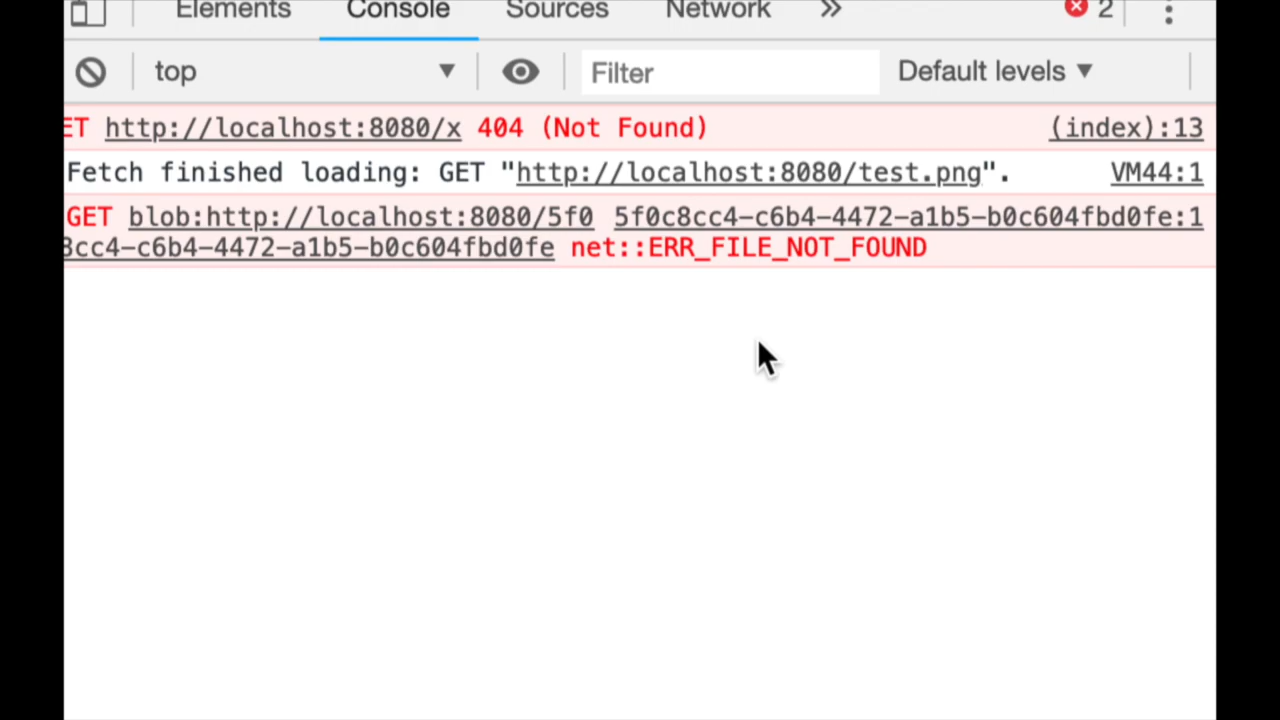 Elements Console Sources Network » 2
top Filter Default levels
ET http://localhost:8080/x 404 (Not Found) (index):13
Fetch finished loading: GET "http://localhost:8080/test.png". VM44:1
GET blob:http://localhost:8080/5f0 5f0c8cc4-c6b4-4472-a1b5-b0c604fbd0fe:1
8cc4-c6b4-4472-a1b5-b0c604fbd0fe net::ERR_FILE_NOT_FOUND